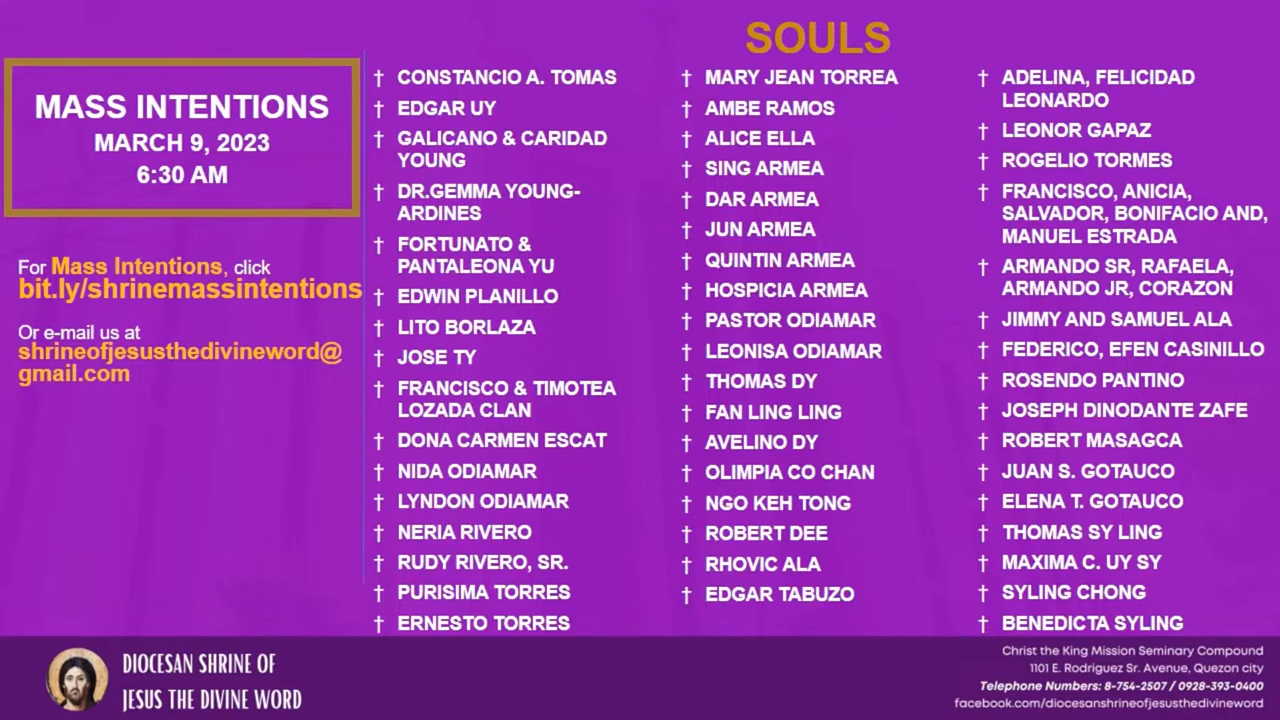 SOULS
MASS INTENTIONS
MARCH 9, 2023
6:30 AM
For Mass Intentions, click
bit.ly/shrinemassintentions
Or e-mail us at
shrineofjesusthedivineword@
gmail.com
† CONSTANCIO A. TOMAS
† EDGAR UY
† GALICANO & CARIDAD
YOUNG
† DR.GEMMA YOUNG-
ARDINES
† FORTUNATO &
PANTALEONA YU
† EDWIN PLANILLO
† LITO BORLAZA
† JOSE TY
† FRANCISCO & TIMOTEA
LOZADA CLAN
† DONA CARMEN ESCAT
† NIDA ODIAMAR
† LYNDON ODIAMAR
† NERIA RIVERO
† RUDY RIVERO, SR.
† PURISIMA TORRES
† ERNESTO TORRES
† MARY JEAN TORREA
† AMBE RAMOS
† ALICE ELLA
† SING ARMEA
† DAR ARMEA
† JUN ARMEA
† QUINTIN ARMEA
† HOSPICIA ARMEA
† PASTOR ODIAMAR
† LEONISA ODIAMAR
† THOMAS DY
† FAN LING LING
† AVELINO DY
† OLIMPIA CO CHAN
† NGO KEH TONG
† ROBERT DEE
† RHOVIC ALA
† EDGAR TABUZO
† ADELINA, FELICIDAD
LEONARDO
† LEONOR GAPAZ
† ROGELIO TORMES
† FRANCISCO, ANICIA,
SALVADOR, BONIFACIO AND,
MANUEL ESTRADA
† ARMANDO SR, RAFAELA,
ARMANDO JR, CORAZON
† JIMMY AND SAMUEL ALA
† FEDERICO, EFEN CASINILLO
† ROSENDO PANTINO
† JOSEPH DINODANTE ZAFE
† ROBERT MASAGCA
† JUAN S. GOTAUCO
† ELENA T. GOTAUCO
† THOMAS SY LING
† MAXIMA C. UY SY
† SYLING CHONG
† BENEDICTA SYLING
DIOCESAN SHRINE OF
JESUS THE DIVINE WORD
Christ the King Mission Seminary Compound
1101 E. Rodriguez Sr. Avenue, Quezon city
Telephone Numbers: 8-754-2507 / 0928-393-0400
facebook.com/diocesanshrineofjesusthedivineword